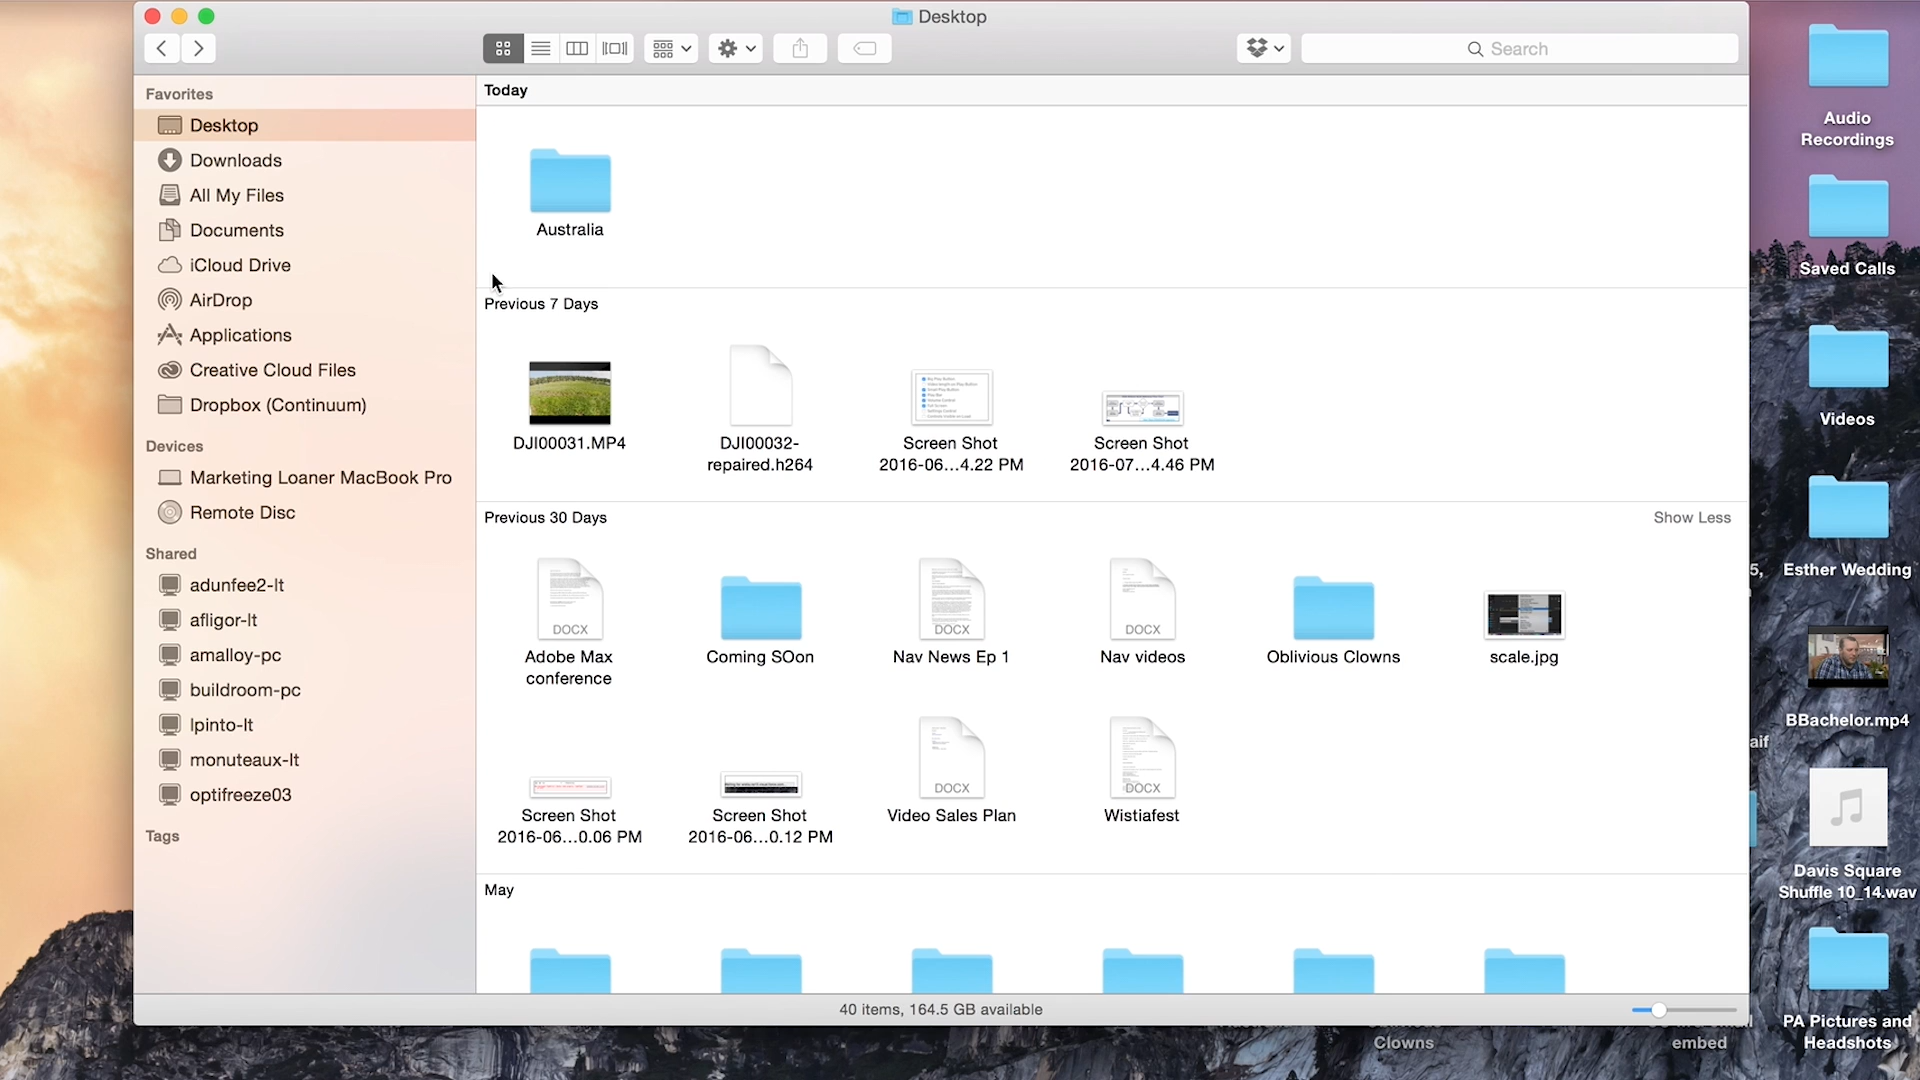 Desktop
Search
Favorites
Desktop
Downloads
All My Files
Documents
iCloud Drive
AirDrop
Applications
Creative Cloud Files
Dropbox (Continuum)
Devices
Marketing Loaner MacBook Pro
Remote Disc
Shared
adunfee2-lt
afligor-lt
amalloy-pc
buildroom-pc
lpinto-lt
monuteaux-lt
optifreeze03
Tags
Today
Australia
Previous 7 Days
DJI00031.MP4
DJI00032-
repaired.h264
Screen Shot
2016-06...4.22 PM
Screen Shot
2016-07...4.46 PM
Previous 30 Days
Show Less
DOCX
Adobe Max
conference
Coming SOon
DOCX
Nav News Ep 1
DOCX
Nav videos
Oblivious Clowns
scale.jpg
Screen Shot
2016-06...0.06 PM
Screen Shot
2016-06...0.12 PM
DOCX
Video Sales Plan
DOCX
Wistiafest
May
40 items, 164.5 GB available
Audio
Recordings
Saved Calls
Videos
5,
Esther Wedding
BBachelor.mp4
aif
Davis Square
Shuffle 10_14.wav
PA Pictures and
Headshots
Clowns
embed